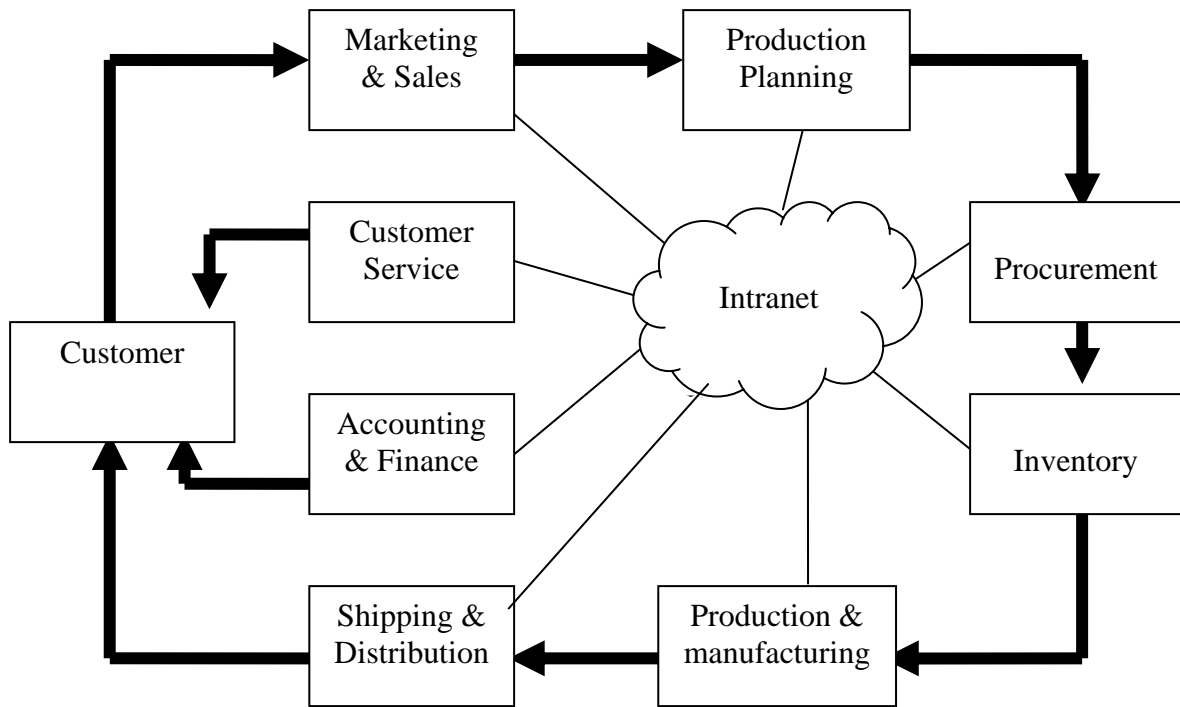 Marketing
& Sales
Production
Planning
Customer
Service
Intranet
Procurement
Customer
Accounting
& Finance
Inventory
Shipping &
Distribution
Production &
manufacturing